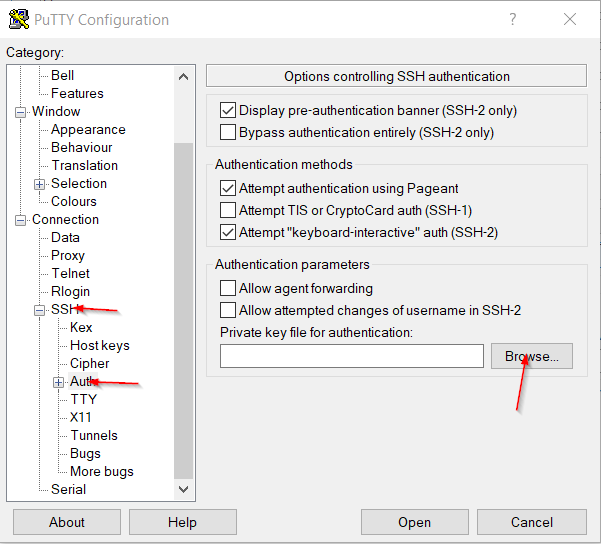 PuTTY Configuration
?
Category:
Bell
Features
Window
Appearance
Behaviour
Translation
Selection
Colours
Connection
Data
Proxy
Telnet
Rlogin
SSH
Kex
Host keys
Cipher
Auth
TTY
X11
Tunnels
Bugs
More bugs
Serial
Options controlling SSH authentication
Display pre-authentication banner (SSH-2 only)
Bypass authentication entirely (SSH-2 only)
Authentication methods
Attempt authentication using Pageant
Attempt TIS or CryptoCard auth (SSH-1)
Attempt "keyboard-interactive" auth (SSH-2)
Authentication parameters
Allow agent forwarding
Allow attempted changes of username in SSH-2
Private key file for authentication:
Browse...
About
Help
Open
Cancel